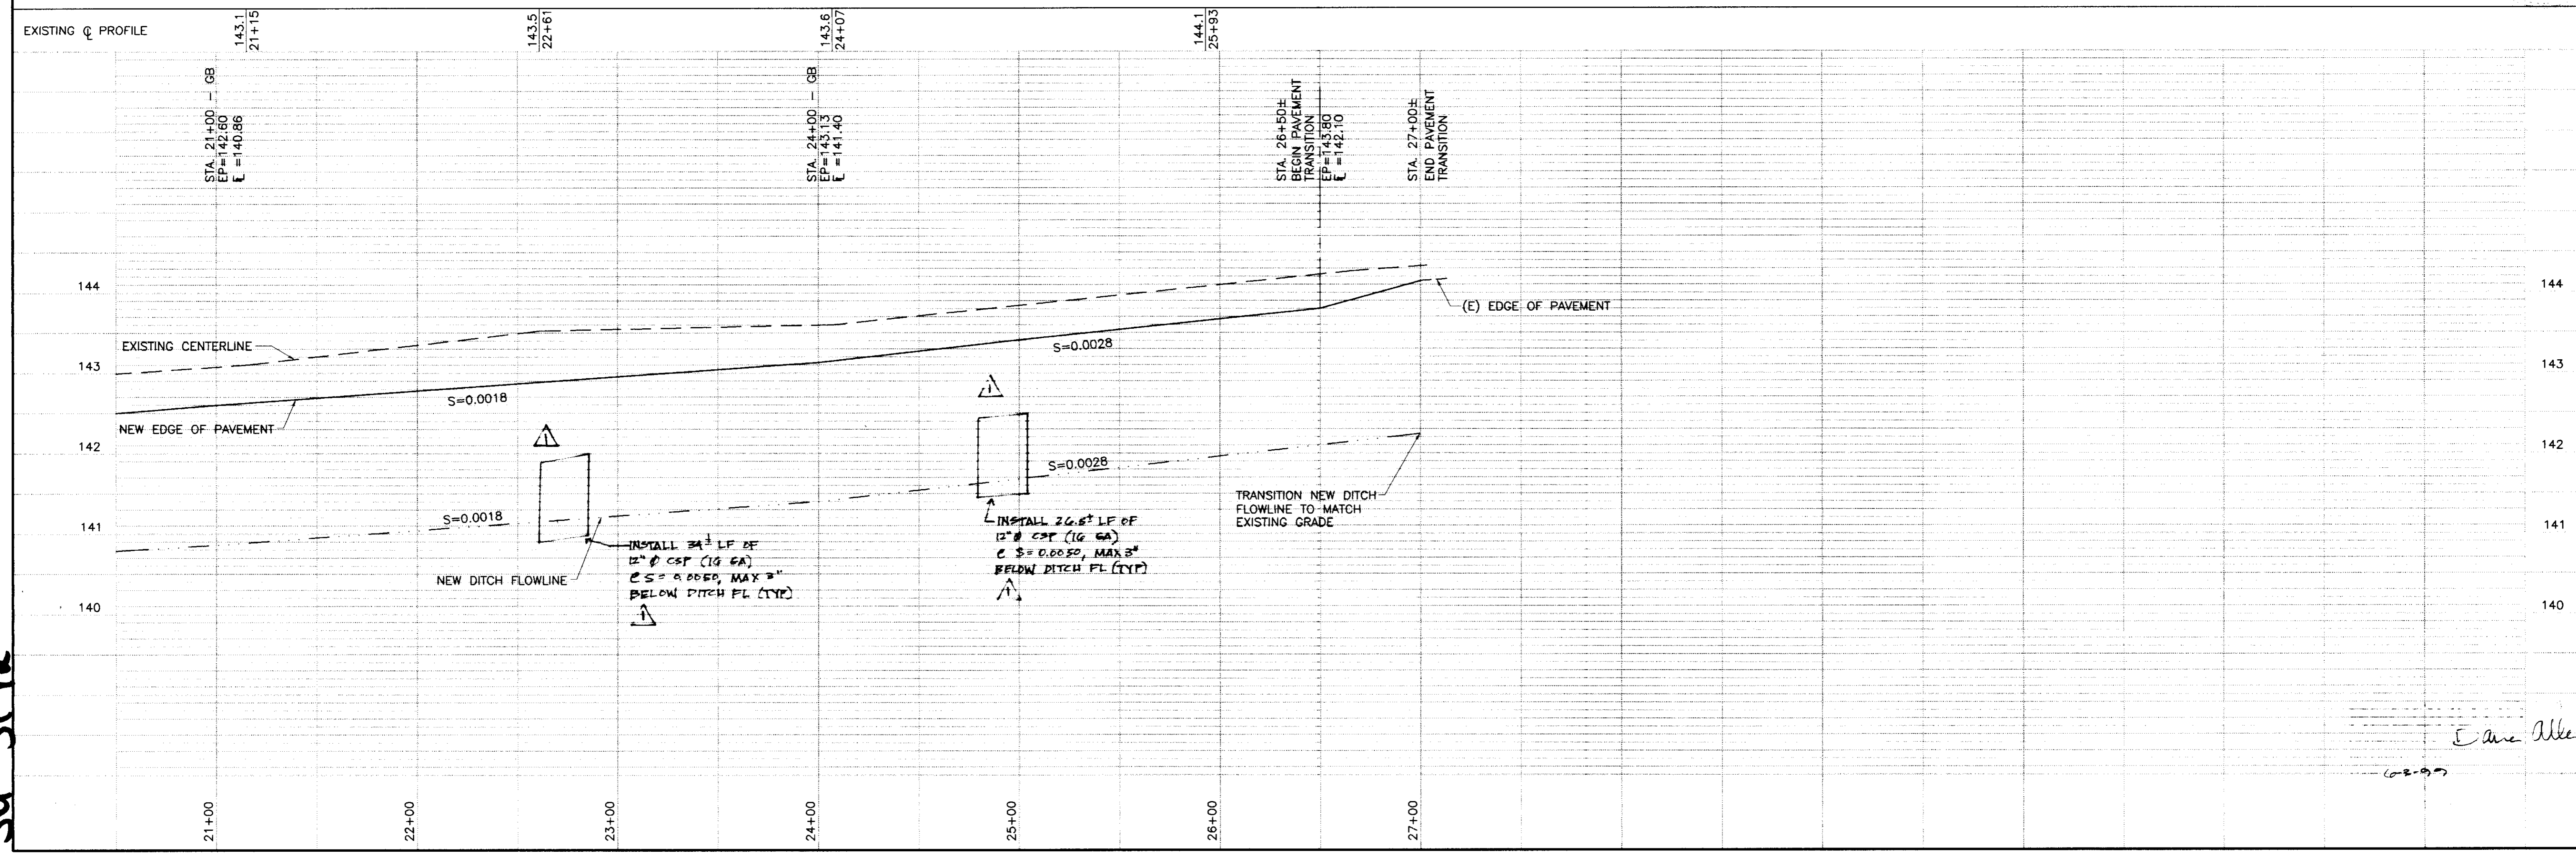 EXISTING ℄ PROFILE
143.1
21+15
143.5
22+61
143.6
24+07
144.1
25+93
STA. 21+00 - GB
EP=142.60
FL=140.86
STA. 24+00 - GB
EP=143.13
FL=141.40
STA. 26+50±
BEGIN PAVEMENT
TRANSITION
EP=143.80
FL=142.10
STA. 27+00±
END PAVEMENT
TRANSITION
144
144
(E) EDGE OF PAVEMENT
EXISTING CENTERLINE
S=0.0028
143
143
S=0.0018
1
NEW EDGE OF PAVEMENT
1
142
142
S=0.0028
TRANSITION NEW DITCH
FLOWLINE TO MATCH
EXISTING GRADE
S=0.0018
141
141
INSTALL 26.5± LF OF
12"ø CSP (16 GA)
@ S=0.0050, MAX 3"
BELOW DITCH FL (TYP)
1
INSTALL 34± LF OF
12"ø CSP (16 GA)
@ S=0.0050, MAX 3"
BELOW DITCH FL (TYP)
1
NEW DITCH FLOWLINE
140
140
21+00
22+00
23+00
24+00
25+00
26+00
27+00